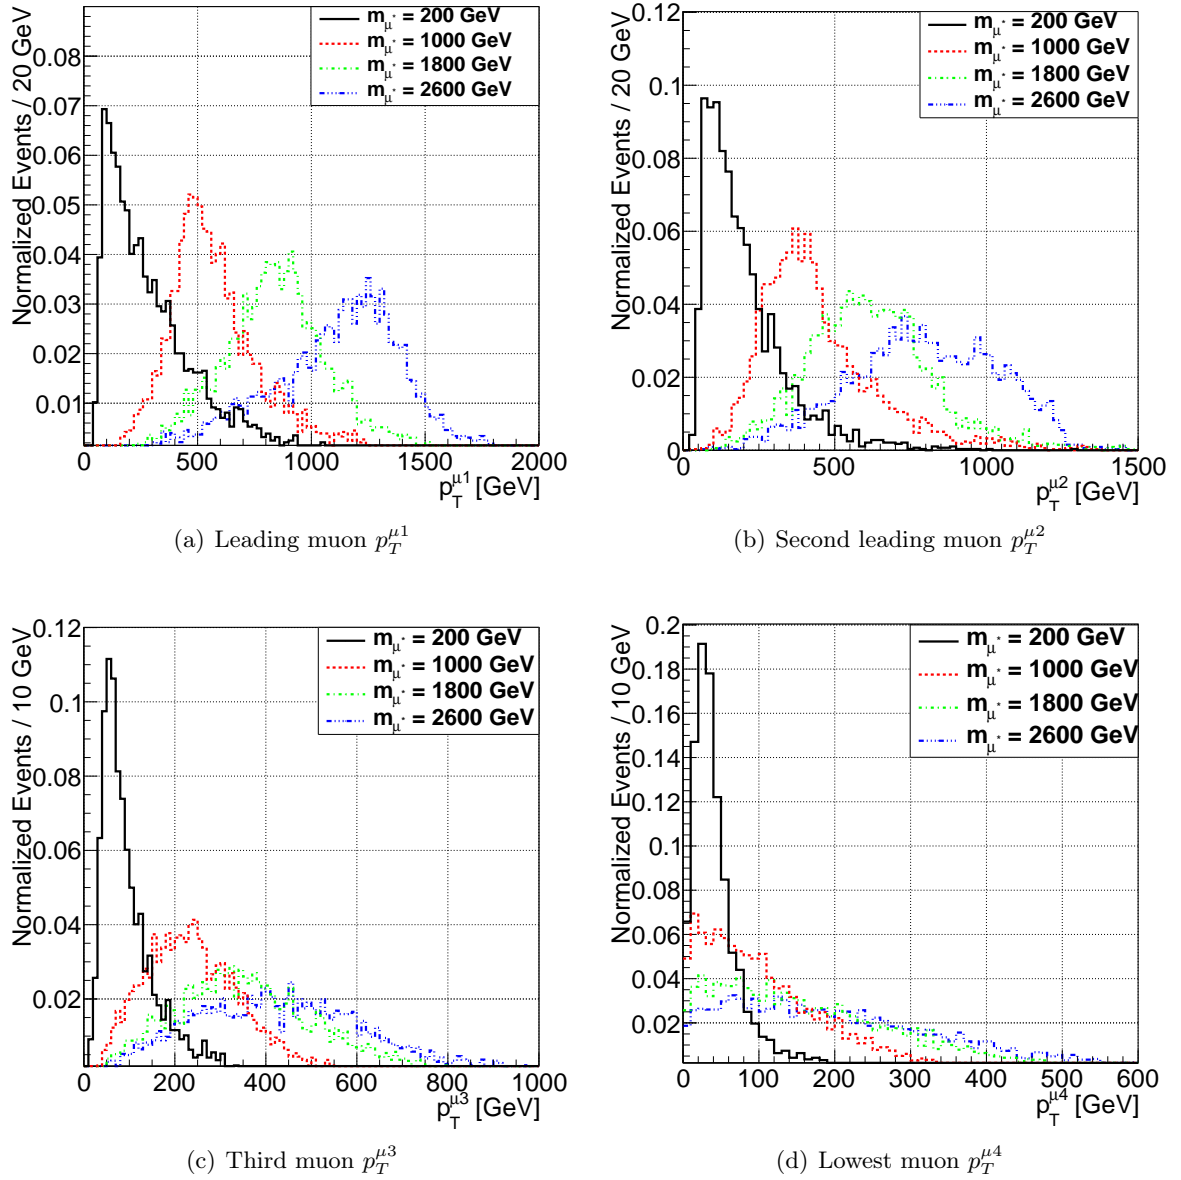 Normalized Events / 20 GeV
0.08
0.07
0.06
0.05
0.04
0.03
0.02
0.01
m_μ* = 200 GeV
m_μ* = 1000 GeV
m_μ* = 1800 GeV
m_μ* = 2600 GeV
0 500 1000 1500 2000
p_T^μ1 [GeV]
(a) Leading muon p_T^μ1
Normalized Events / 20 GeV
0.12
0.1
0.08
0.06
0.04
0.02
0
m_μ* = 200 GeV
m_μ* = 1000 GeV
m_μ* = 1800 GeV
m_μ* = 2600 GeV
0 500 1000 1500
p_T^μ2 [GeV]
(b) Second leading muon p_T^μ2
Normalized Events / 10 GeV
0.12
0.1
0.08
0.06
0.04
0.02
m_μ* = 200 GeV
m_μ* = 1000 GeV
m_μ* = 1800 GeV
m_μ* = 2600 GeV
0 200 400 600 800 1000
p_T^μ3 [GeV]
(c) Third muon p_T^μ3
Normalized Events / 10 GeV
0.2
0.18
0.16
0.14
0.12
0.1
0.08
0.06
0.04
0.02
m_μ* = 200 GeV
m_μ* = 1000 GeV
m_μ* = 1800 GeV
m_μ* = 2600 GeV
0 100 200 300 400 500 600
p_T^μ4 [GeV]
(d) Lowest muon p_T^μ4